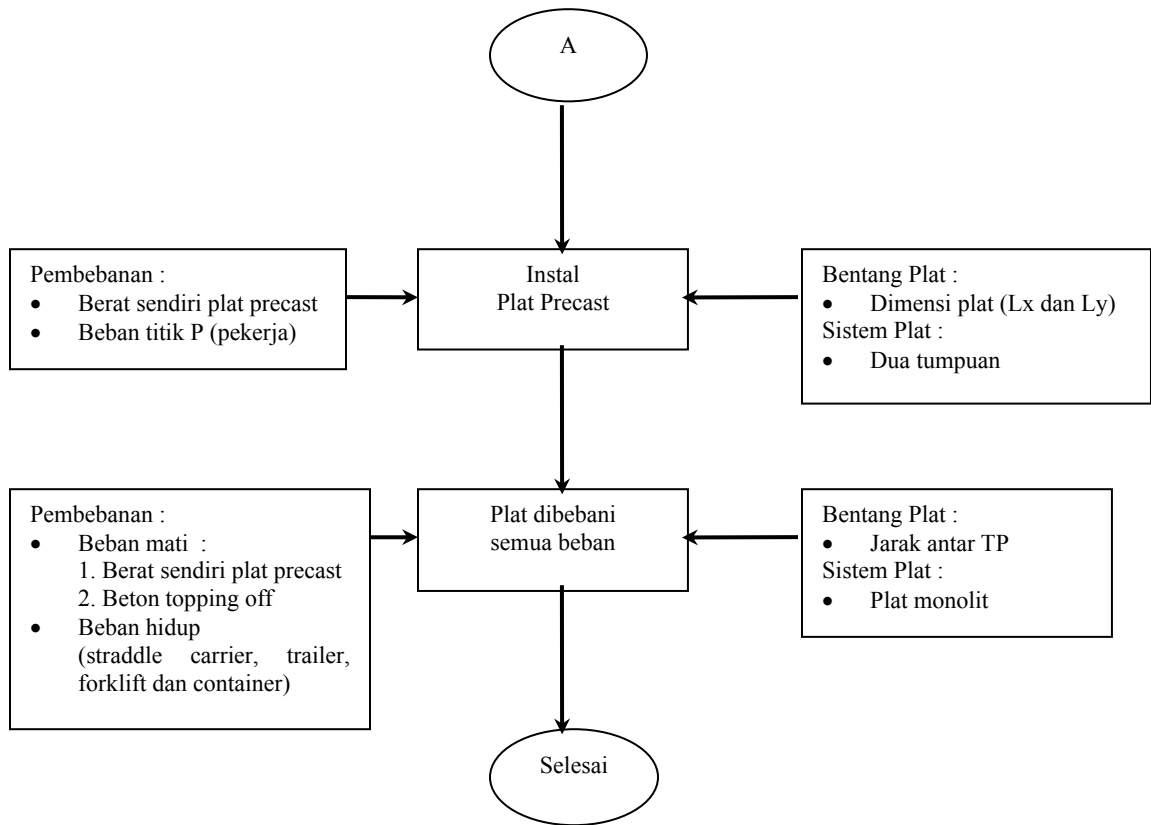 A
Pembebanan :
• Berat sendiri plat precast
• Beban titik P (pekerja)
Instal
Plat Precast
Bentang Plat :
• Dimensi plat (Lx dan Ly)
Sistem Plat :
• Dua tumpuan
Pembebanan :
• Beban mati :
1. Berat sendiri plat precast
2. Beton topping off
• Beban hidup
(straddle carrier, trailer,
forklift dan container)
Plat dibebani
semua beban
Bentang Plat :
• Jarak antar TP
Sistem Plat :
• Plat monolit
Selesai